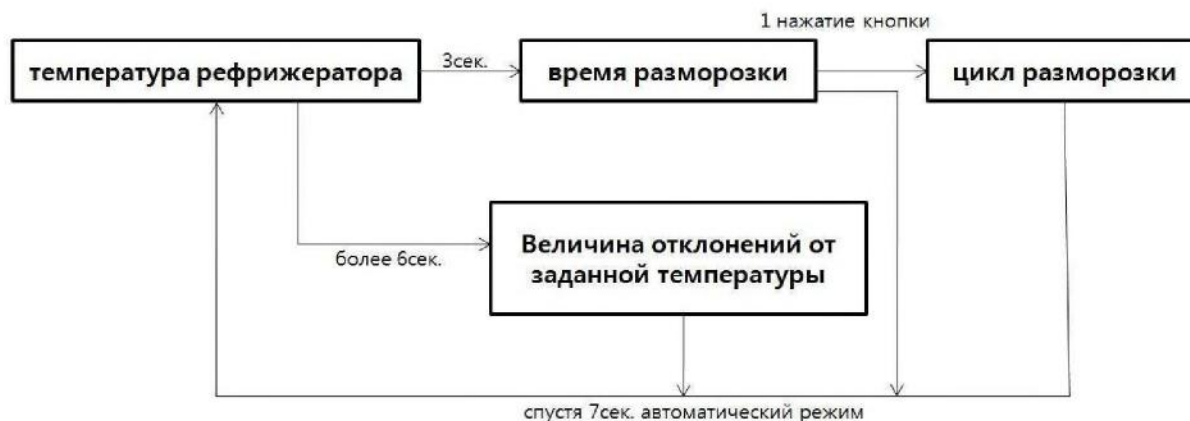 1 нажатие кнопки
температура рефрижератора
3сек.
время разморозки
цикл разморозки
более 6сек.
Величина отклонений от
заданной температуры
спустя 7сек. автоматический режим